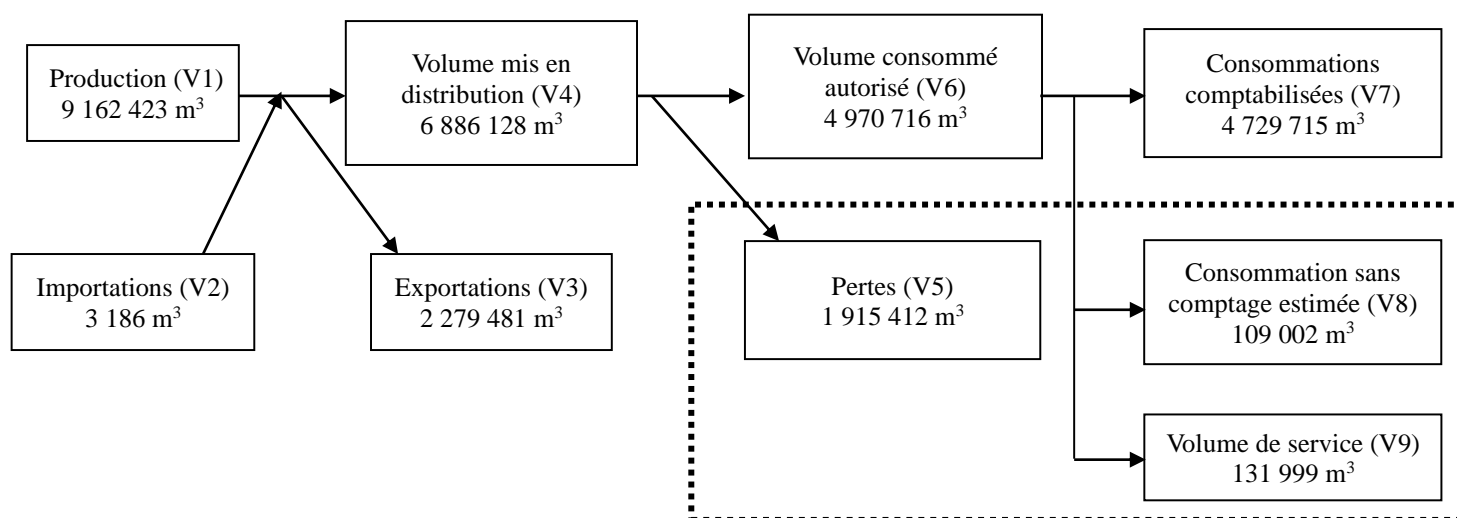 Production (V1)
9 162 423 m³
Volume mis en
distribution (V4)
6 886 128 m³
Volume consommé
autorisé (V6)
4 970 716 m³
Consommations
comptabilisées (V7)
4 729 715 m³
Importations (V2)
3 186 m³
Exportations (V3)
2 279 481 m³
Pertes (V5)
1 915 412 m³
Consommation sans
comptage estimée (V8)
109 002 m³
Volume de service (V9)
131 999 m³